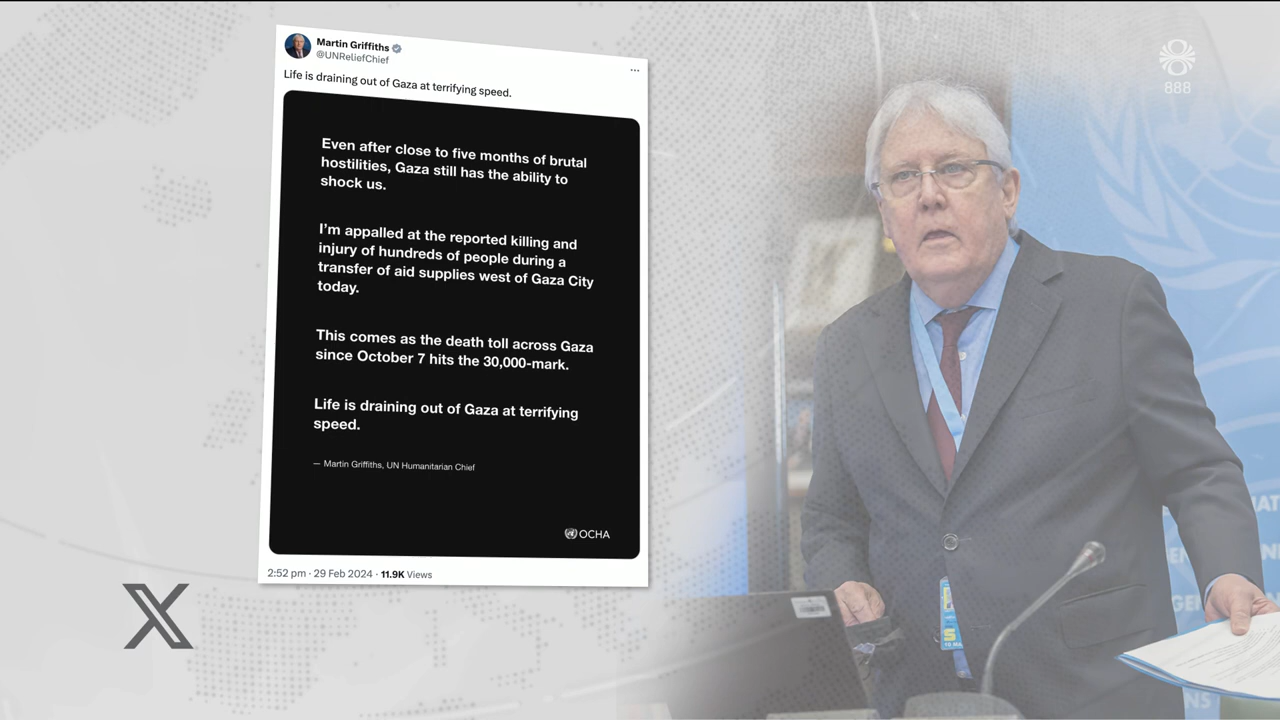 Martin Griffiths
@UNReliefChief
Life is draining out of Gaza at terrifying speed.
Even after close to five months of brutal
hostilities, Gaza still has the ability to
shock us.
I'm appalled at the reported killing and
injury of hundreds of people during a
transfer of aid supplies west of Gaza City
today.
This comes as the death toll across Gaza
since October 7 hits the 30,000-mark.
Life is draining out of Gaza at terrifying
speed.
— Martin Griffiths, UN Humanitarian Chief
OCHA
2:52 pm · 29 Feb 2024 · 11.9K Views
X
888